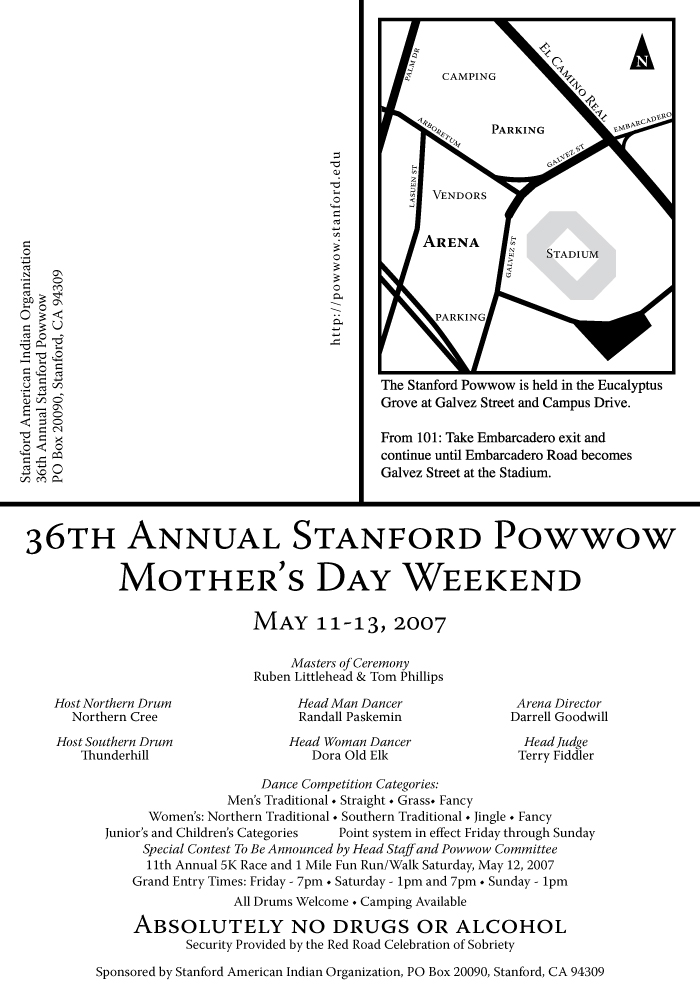 Stanford American Indian Organization
36th Annual Stanford Powwow
PO Box 20090, Stanford, CA 94309
http://powwow.stanford.edu
PALM DR
CAMPING
EL CAMINO REAL
N
ARBORETUM
PARKING
EMBARCADERO
GALVEZ ST
LASUEN ST
VENDORS
ARENA
GALVEZ ST
STADIUM
PARKING
The Stanford Powwow is held in the Eucalyptus
Grove at Galvez Street and Campus Drive.
From 101: Take Embarcadero exit and
continue until Embarcadero Road becomes
Galvez Street at the Stadium.
36TH ANNUAL STANFORD POWWOW
MOTHER'S DAY WEEKEND
MAY 11-13, 2007
Masters of Ceremony
Ruben Littlehead & Tom Phillips
Host Northern Drum Head Man Dancer Arena Director
Northern Cree Randall Paskemin Darrell Goodwill
Host Southern Drum Head Woman Dancer Head Judge
Thunderhill Dora Old Elk Terry Fiddler
Dance Competition Categories:
Men's Traditional • Straight • Grass• Fancy
Women's: Northern Traditional • Southern Traditional • Jingle • Fancy
Junior's and Children's Categories Point system in effect Friday through Sunday
Special Contest To Be Announced by Head Staff and Powwow Committee
11th Annual 5K Race and 1 Mile Fun Run/Walk Saturday, May 12, 2007
Grand Entry Times: Friday - 7pm • Saturday - 1pm and 7pm • Sunday - 1pm
All Drums Welcome • Camping Available
ABSOLUTELY NO DRUGS OR ALCOHOL
Security Provided by the Red Road Celebration of Sobriety
Sponsored by Stanford American Indian Organization, PO Box 20090, Stanford, CA 94309